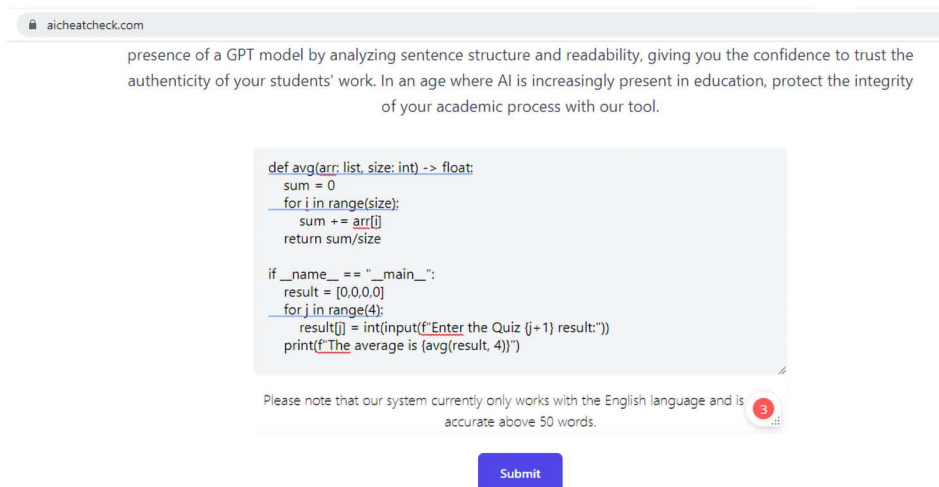 aicheatcheck.com
presence of a GPT model by analyzing sentence structure and readability, giving you the confidence to trust the
authenticity of your students' work. In an age where AI is increasingly present in education, protect the integrity
of your academic process with our tool.
def avg(arr: list, size: int) -> float:
    sum = 0
    for i in range(size):
        sum += arr[i]
    return sum/size

if __name__ == "__main__":
    result = [0,0,0,0]
    for j in range(4):
        result[j] = int(input(f"Enter the Quiz {j+1} result:"))
    print(f"The average is {avg(result, 4)}")
Please note that our system currently only works with the English language and is
3
accurate above 50 words.
Submit